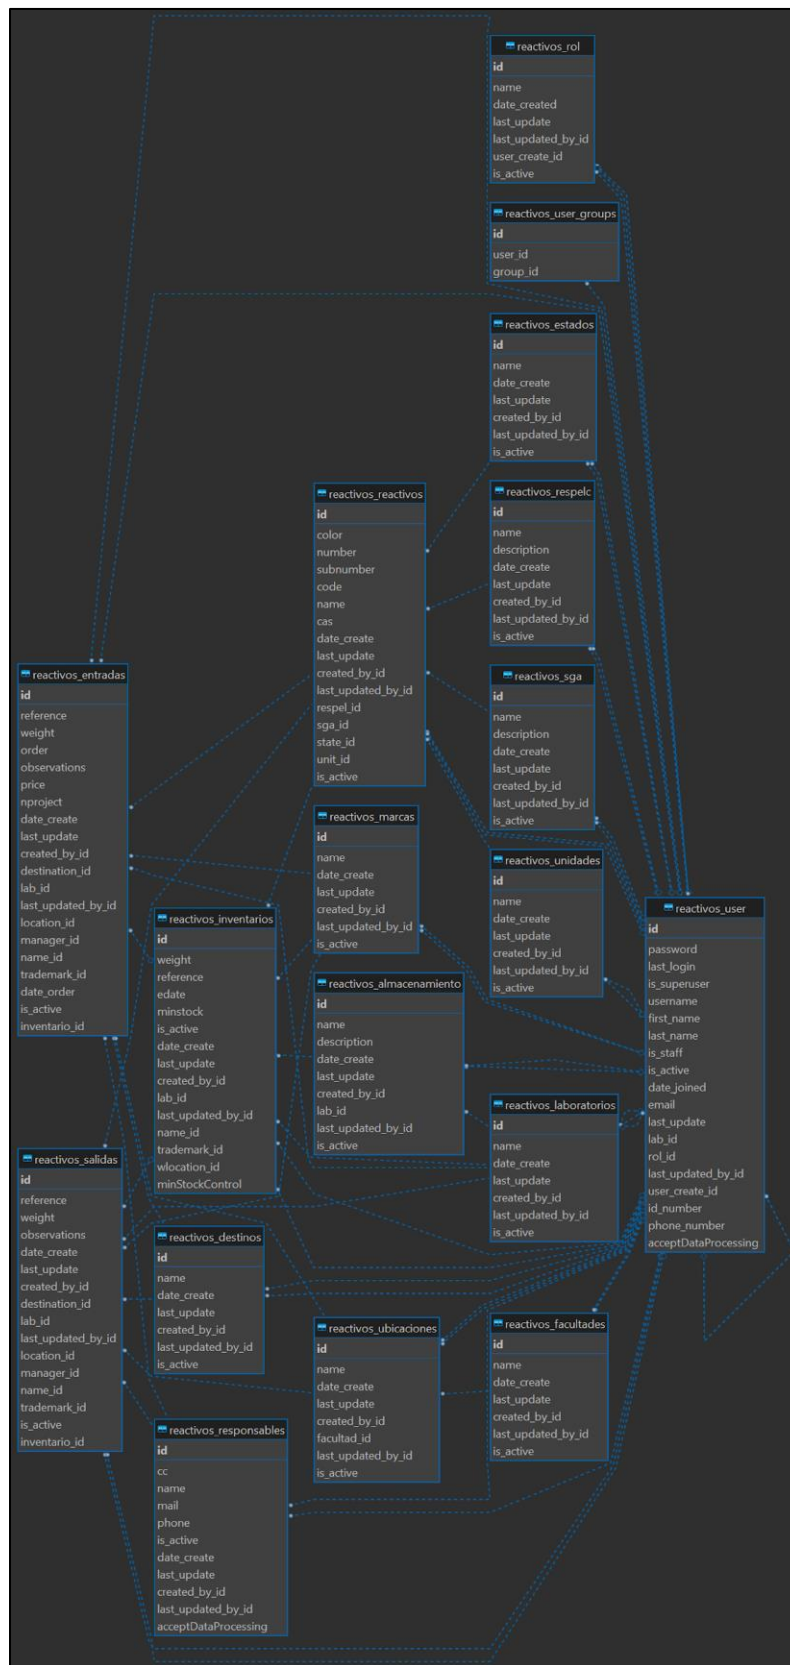 reactivos_rol
id
name
date_created
last_update
last_updated_by_id
user_create_id
is_active
reactivos_user_groups
id
user_id
group_id
reactivos_estados
id
name
date_create
last_update
created_by_id
last_updated_by_id
is_active
reactivos_reactivos
id
color
number
subnumber
code
name
cas
date_create
last_update
created_by_id
last_updated_by_id
respel_id
sga_id
state_id
unit_id
is_active
reactivos_respelc
id
name
description
date_create
last_update
created_by_id
last_updated_by_id
is_active
reactivos_entradas
id
reference
weight
order
observations
price
nproject
date_create
last_update
created_by_id
destination_id
lab_id
last_updated_by_id
location_id
manager_id
name_id
trademark_id
date_order
is_active
inventario_id
reactivos_sga
id
name
description
date_create
last_update
created_by_id
last_updated_by_id
is_active
reactivos_marcas
id
name
date_create
last_update
created_by_id
last_updated_by_id
is_active
reactivos_unidades
id
name
date_create
last_update
created_by_id
last_updated_by_id
is_active
reactivos_user
id
password
last_login
is_superuser
username
first_name
last_name
is_staff
is_active
date_joined
email
last_update
lab_id
rol_id
last_updated_by_id
user_create_id
id_number
phone_number
acceptDataProcessing
reactivos_inventarios
id
weight
reference
edate
minstock
is_active
date_create
last_update
created_by_id
lab_id
last_updated_by_id
name_id
trademark_id
wlocation_id
minStockControl
reactivos_almacenamiento
id
name
description
date_create
last_update
created_by_id
lab_id
last_updated_by_id
is_active
reactivos_laboratorios
id
name
date_create
last_update
created_by_id
last_updated_by_id
is_active
reactivos_salidas
id
reference
weight
observations
date_create
last_update
created_by_id
destination_id
lab_id
last_updated_by_id
location_id
manager_id
name_id
trademark_id
is_active
inventario_id
reactivos_destinos
id
name
date_create
last_update
created_by_id
last_updated_by_id
is_active
reactivos_ubicaciones
id
name
date_create
last_update
created_by_id
facultad_id
last_updated_by_id
is_active
reactivos_facultades
id
name
date_create
last_update
created_by_id
last_updated_by_id
is_active
reactivos_responsables
id
cc
name
mail
phone
is_active
date_create
last_update
created_by_id
last_updated_by_id
acceptDataProcessing